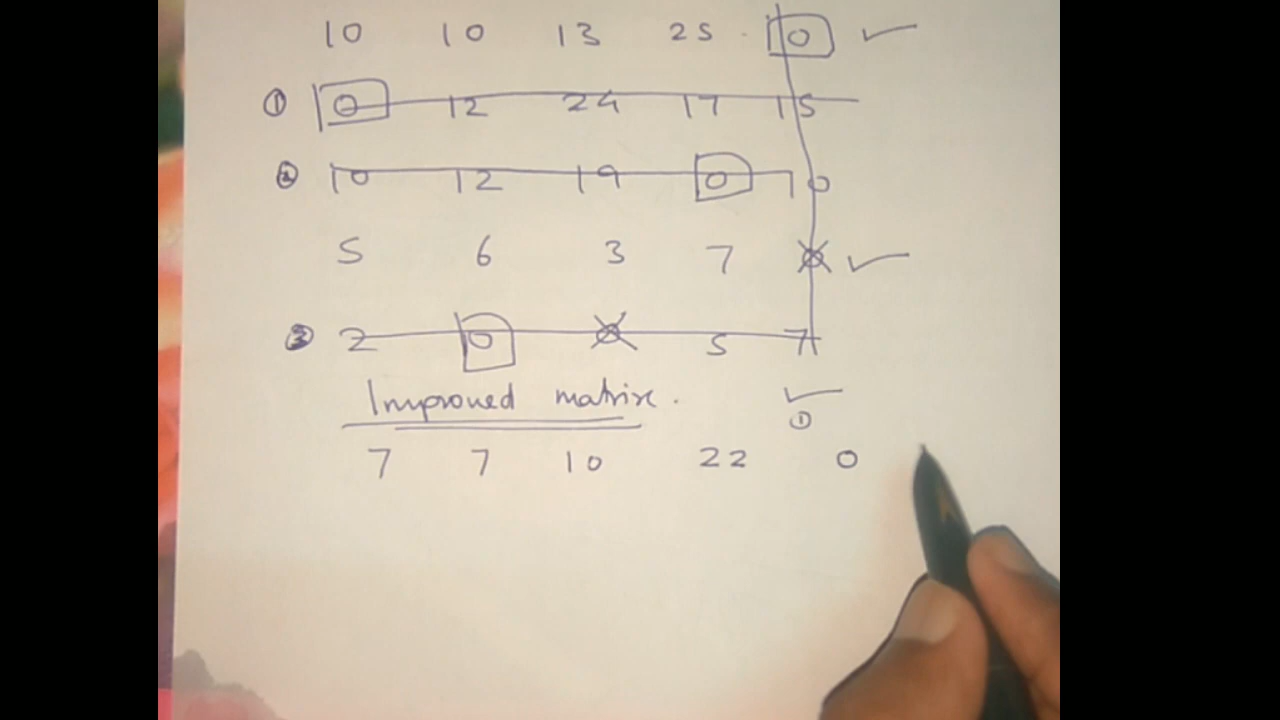 10 10 13 25 0
① 0 12 24 17 15
② 10 12 19 0 10
5 6 3 7 0
③ 2 0 0 5 7
Improved matrix.
①
7 7 10 22 0